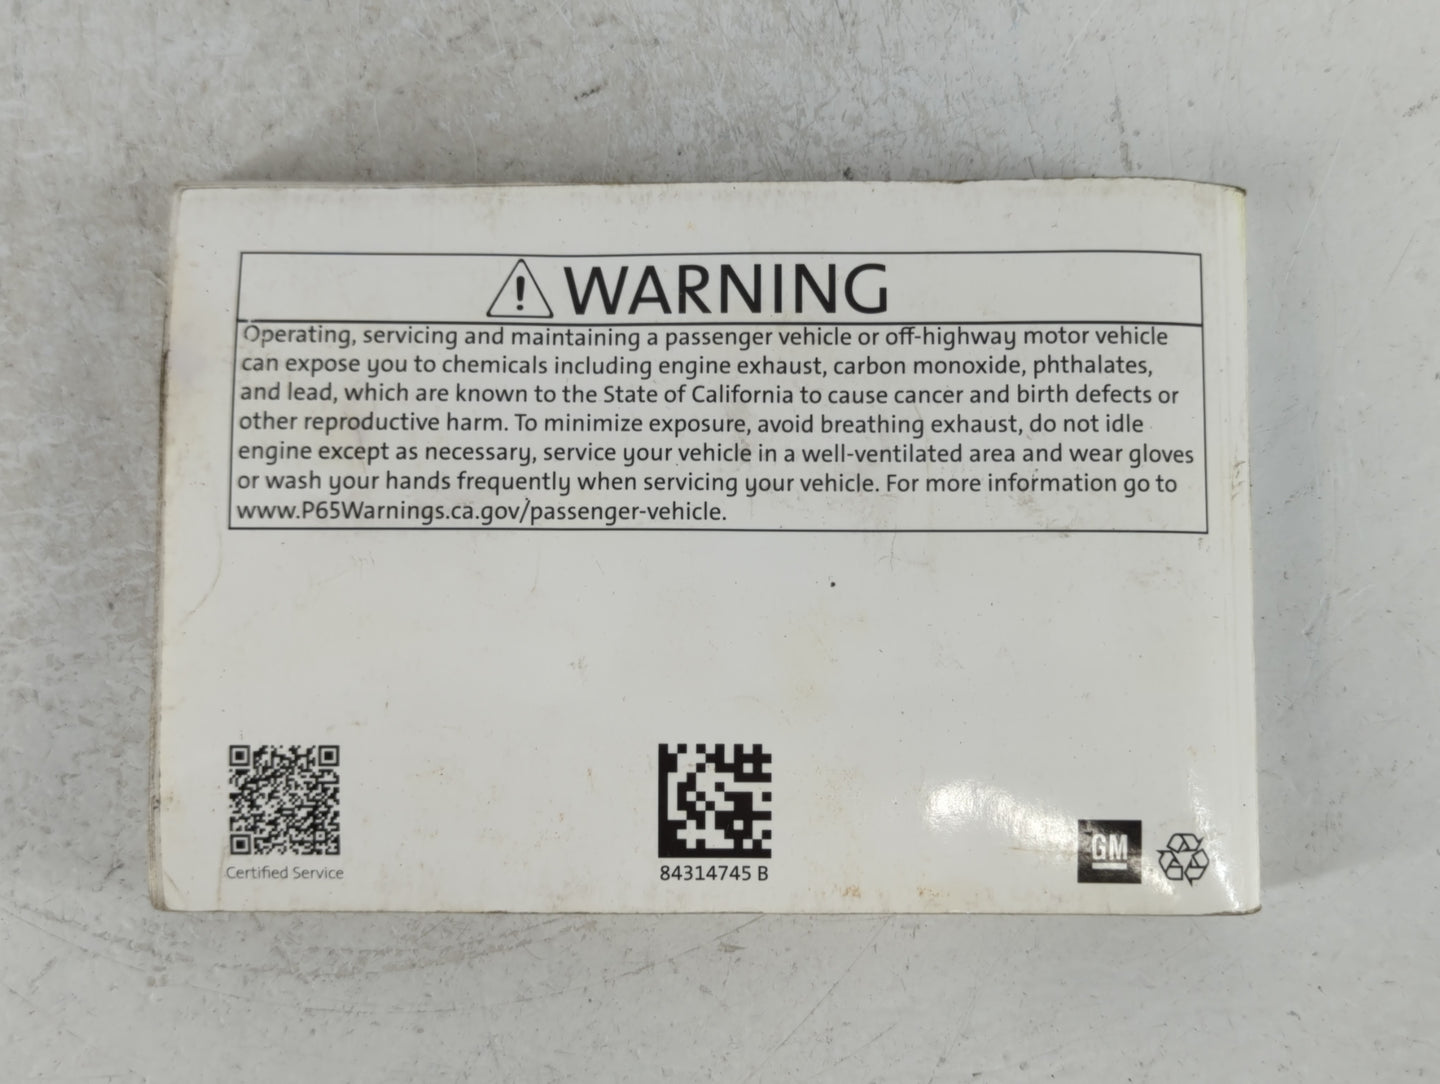 WARNING
Operating, servicing and maintaining a passenger vehicle or off-highway motor vehicle
can expose you to chemicals including engine exhaust, carbon monoxide, phthalates,
and lead, which are known to the State of California to cause cancer and birth defects or
other reproductive harm. To minimize exposure, avoid breathing exhaust, do not idle
engine except as necessary, service your vehicle in a well-ventilated area and wear gloves
or wash your hands frequently when servicing your vehicle. For more information go to
www.P65Warnings.ca.gov/passenger-vehicle.
Certified Service
84314745 B
GM